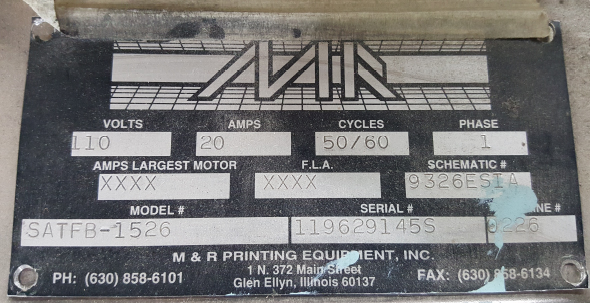 M&R
VOLTS AMPS CYCLES PHASE
110 20 50/60 1
AMPS LARGEST MOTOR F.L.A. SCHEMATIC #
XXXX XXXX 9326ESIA
MODEL # SERIAL # NE #
SATFB-1526 119629145S 0226
M & R PRINTING EQUIPMENT, INC.
1 N. 372 Main Street
PH: (630) 858-6101 Glen Ellyn, Illinois 60137 FAX: (630) 858-6134